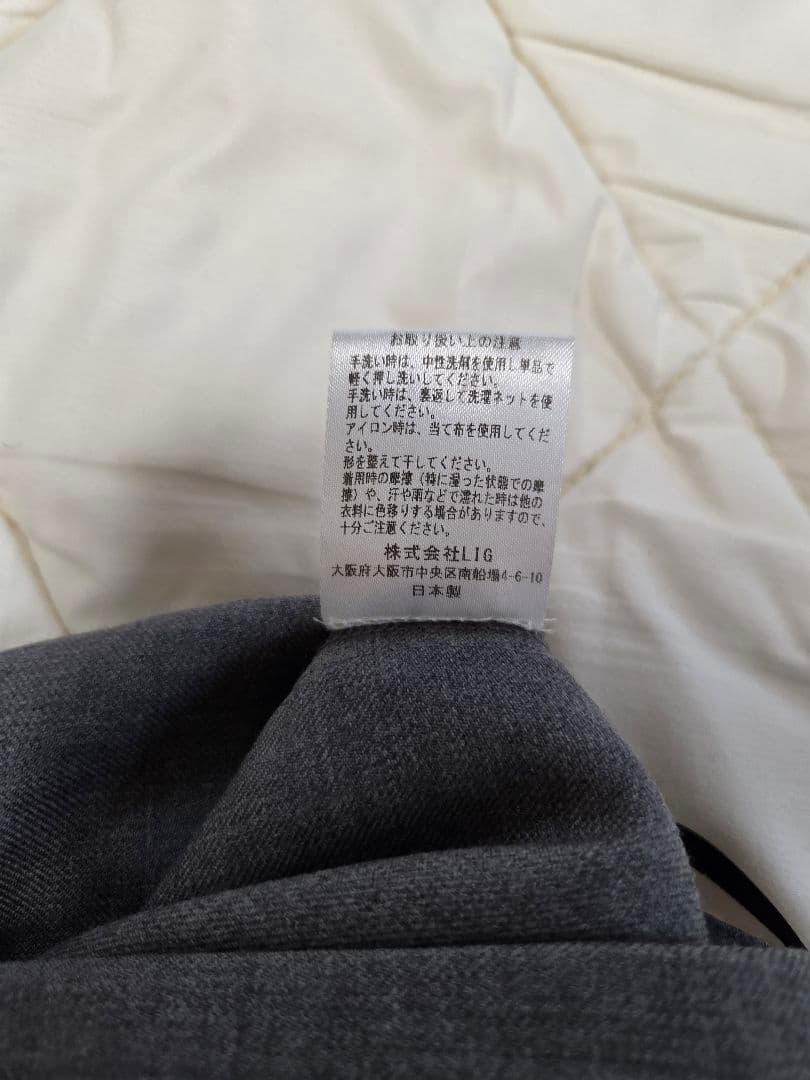 お取り扱い上の注意
手洗い時は、中性洗剤を使用し単品で
軽く押し洗いしてください。
手洗い時は、裏返して洗濯ネットを使
用してください。
アイロン時は、当て布を使用してくだ
さい。
形を整えて干してください。
着用時の摩擦（特に湿った状態での摩
擦）や、汗や雨などで濡れた時は他の
衣料に色移りする場合がありますので、
十分ご注意ください。
株式会社LIG
大阪府大阪市中央区南船場4-6-10
日本製